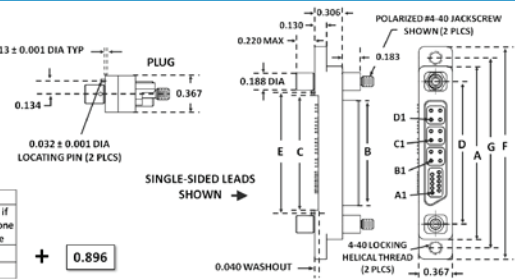 0.306
0.130
0.220 MAX
POLARIZED #4-40 JACKSCREW
SHOWN (2 PLCS)
13 ± 0.001 DIA TYP
PLUG
0.183
0.188 DIA
0.134
0.367
0.032 ± 0.001 DIA
LOCATING PIN (2 PLCS)
D1
C1
B1
A1
E
C
B
D
A
G
F
SINGLE-SIDED LEADS
SHOWN
if
one
+
0.896
4-40 LOCKING
HELICAL THREAD
(2 PLCS)
0.040 WASHOUT
0.367